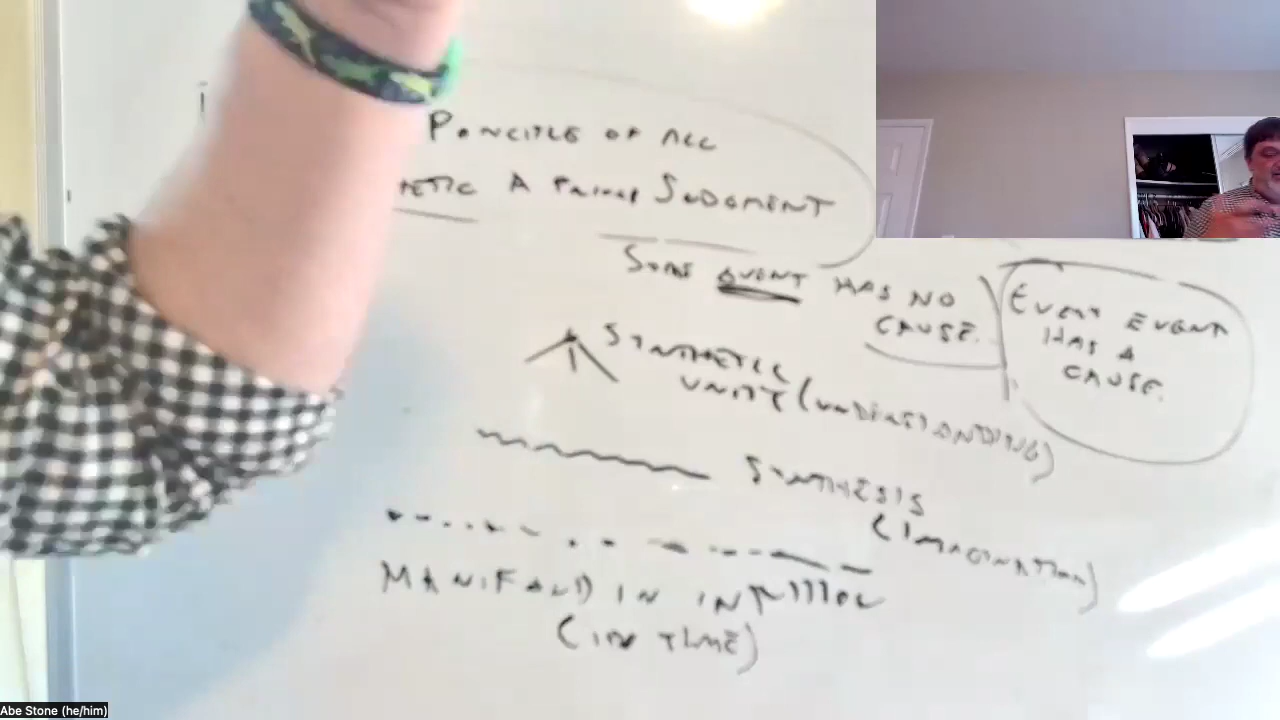 PRINCIPLE OF ALL
ETIC A PRIORI JUDGMENT
SOME EVENT HAS NO
CAUSE.
EVERY EVENT
HAS A
CAUSE.
SYNTHETIC
UNITY (UNDERSTANDING)
SYNTHESIS
(IMAGINATION)
MANIFOLD IN INTUITION
(IN TIME)
Abe Stone (he/him)